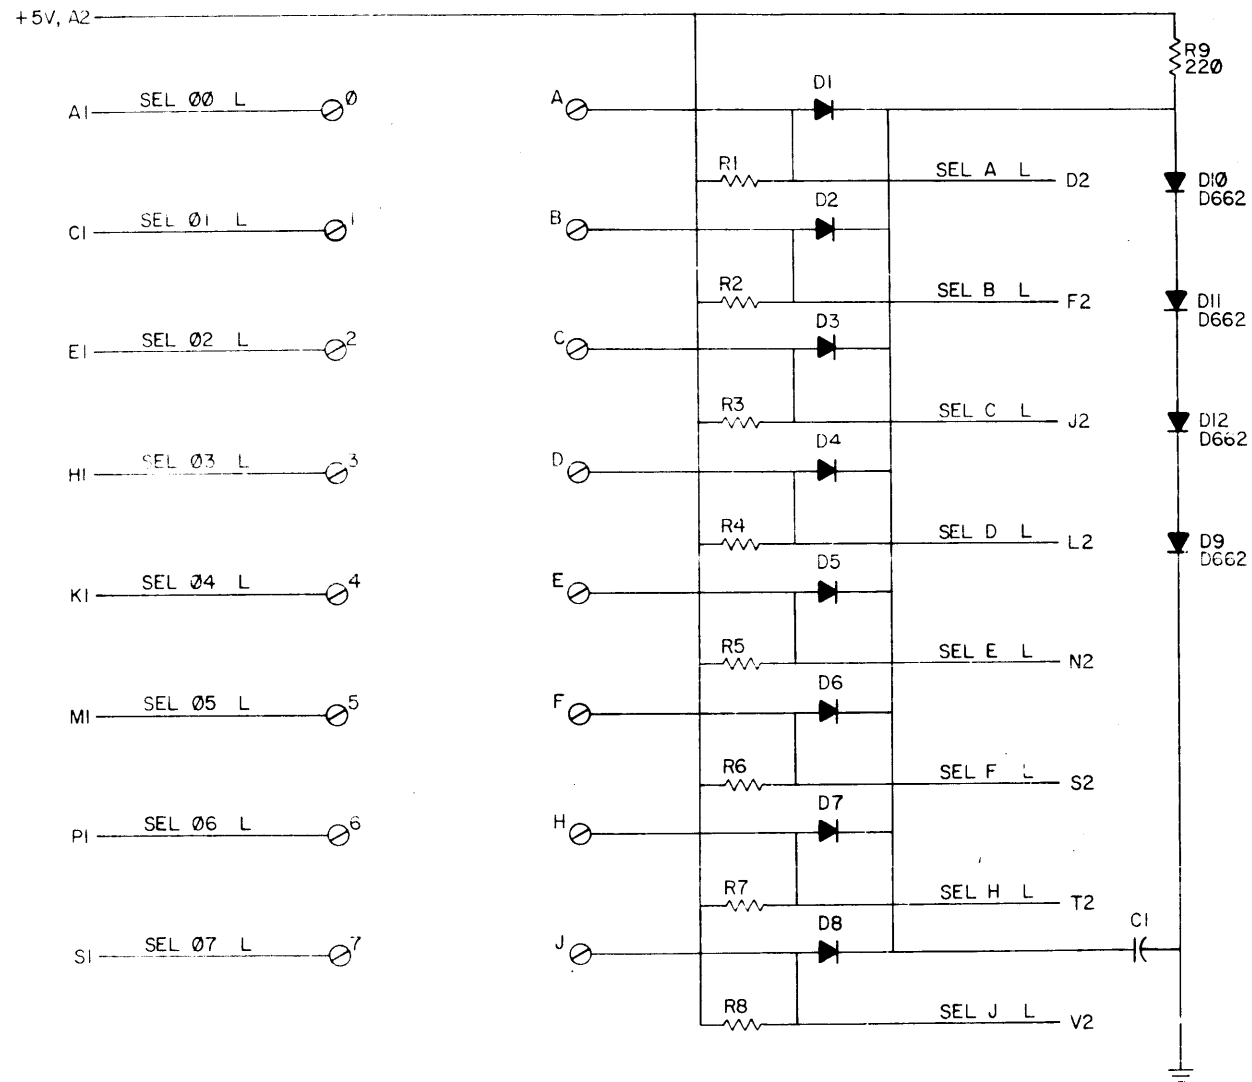 +5V, A2
R9
220
D1
A1 SEL Ø0 L Ø A
R1 SEL A L D2 D1Ø
D662
D2
C1 SEL Ø1 L 1 B
R2 SEL B L F2 D11
D662
D3
E1 SEL Ø2 L 2 C
R3 SEL C L J2 D12
D662
D4
H1 SEL Ø3 L 3 D
R4 SEL D L L2 D9
D662
D5
K1 SEL Ø4 L 4 E
R5 SEL E L N2
D6
M1 SEL Ø5 L 5 F
R6 SEL F L S2
D7
P1 SEL Ø6 L 6 H
R7 SEL H L T2
D8 C1
S1 SEL Ø7 L 7 J
R8 SEL J L V2